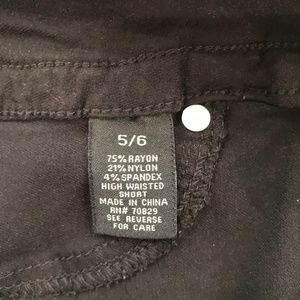 5/6
75% RAYON
21% NYLON
4% SPANDEX
HIGH WAISTED
SHORT
MADE IN CHINA
RN# 70829
SEE REVERSE
FOR CARE